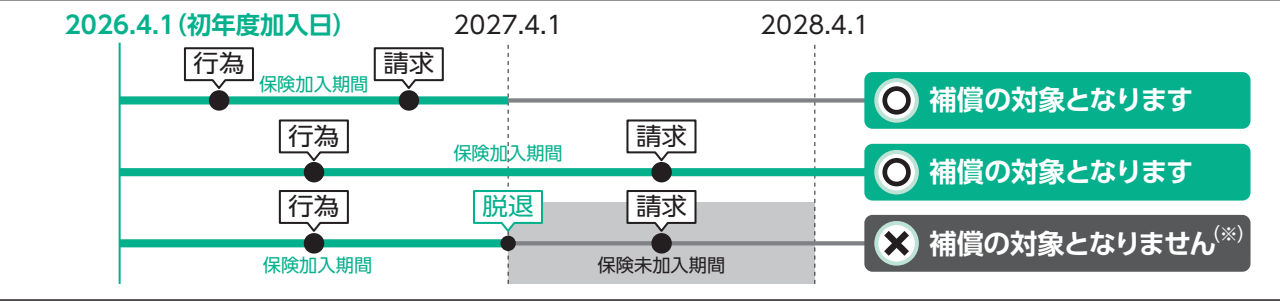 2026.4.1(初年度加入日)
2027.4.1
2028.4.1
行為
請求
保険加入期間
補償の対象となります
行為
保険加入期間
請求
補償の対象となります
行為
脱退
請求
補償の対象となりません(※)
保険加入期間
保険未加入期間